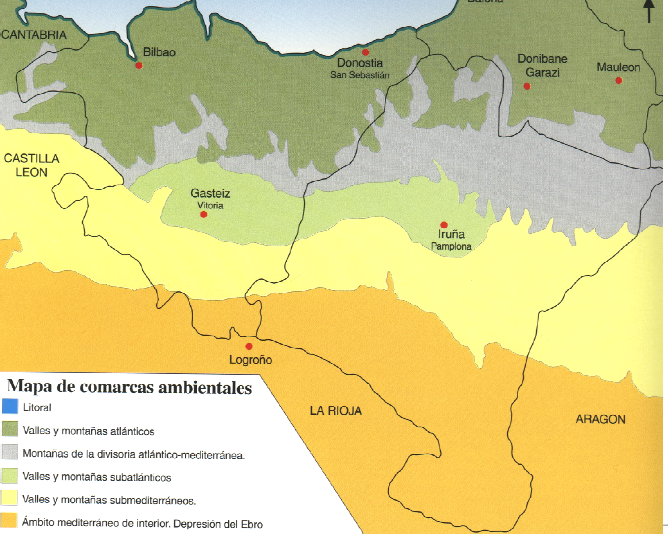 Baiona
CANTABRIA
Bilbao
Donostia
San Sebastián
Donibane
Garazi
Mauleon
CASTILLA
LEON
Gasteiz
Vitoria
Iruña
Pamplona
Logroño
LA RIOJA
ARAGON
Mapa de comarcas ambientales
Litoral
Valles y montañas atlánticos
Montanas de la divisoria atlántico-mediterránea.
Valles y montañas subatlánticos
Valles y montañas submediterráneos.
Ámbito mediterráneo de interior. Depresión del Ebro